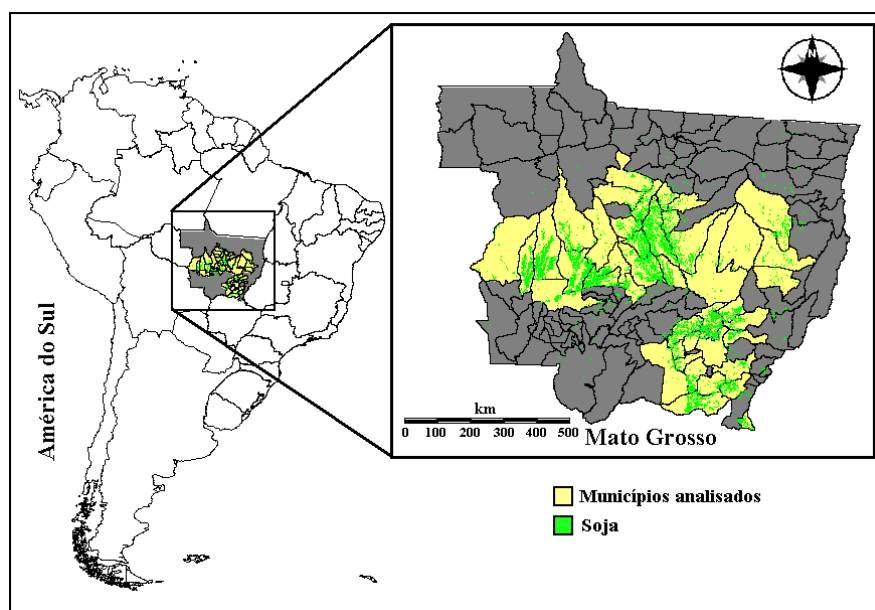 América do Sul
N
km
0 100 200 300 400 500
Mato Grosso
Municípios analisados
Soja